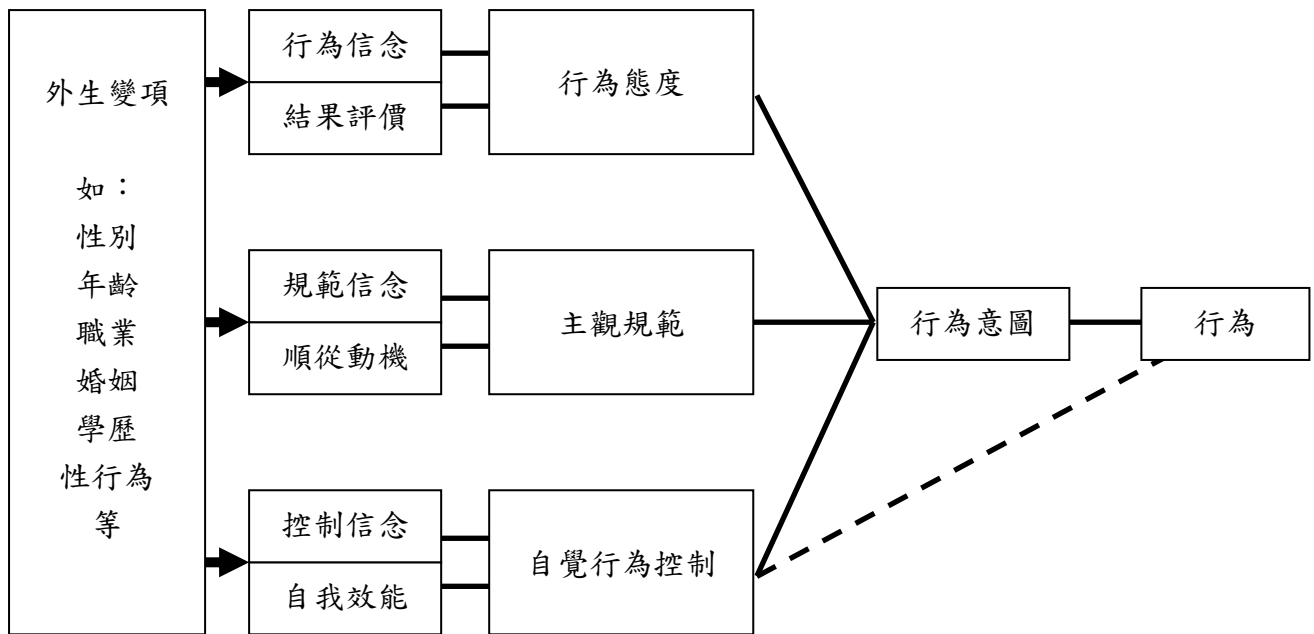 外生變項
如：
性別
年齡
職業
婚姻
學歷
性行為
等
行為信念
結果評價
行為態度
規範信念
順從動機
主觀規範
控制信念
自我效能
自覺行為控制
行為意圖
行為